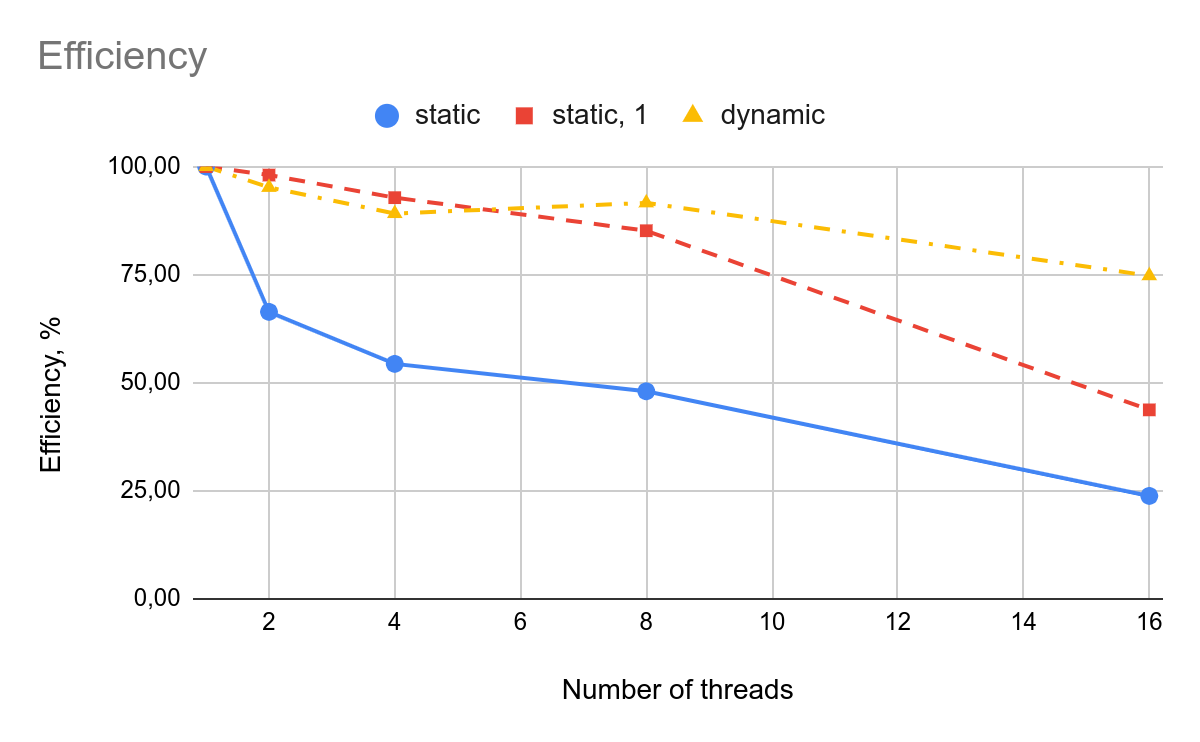 Efficiency
static static, 1 dynamic
100,00
75,00
50,00
25,00
0,00
Efficiency, %
2 4 6 8 10 12 14 16
Number of threads